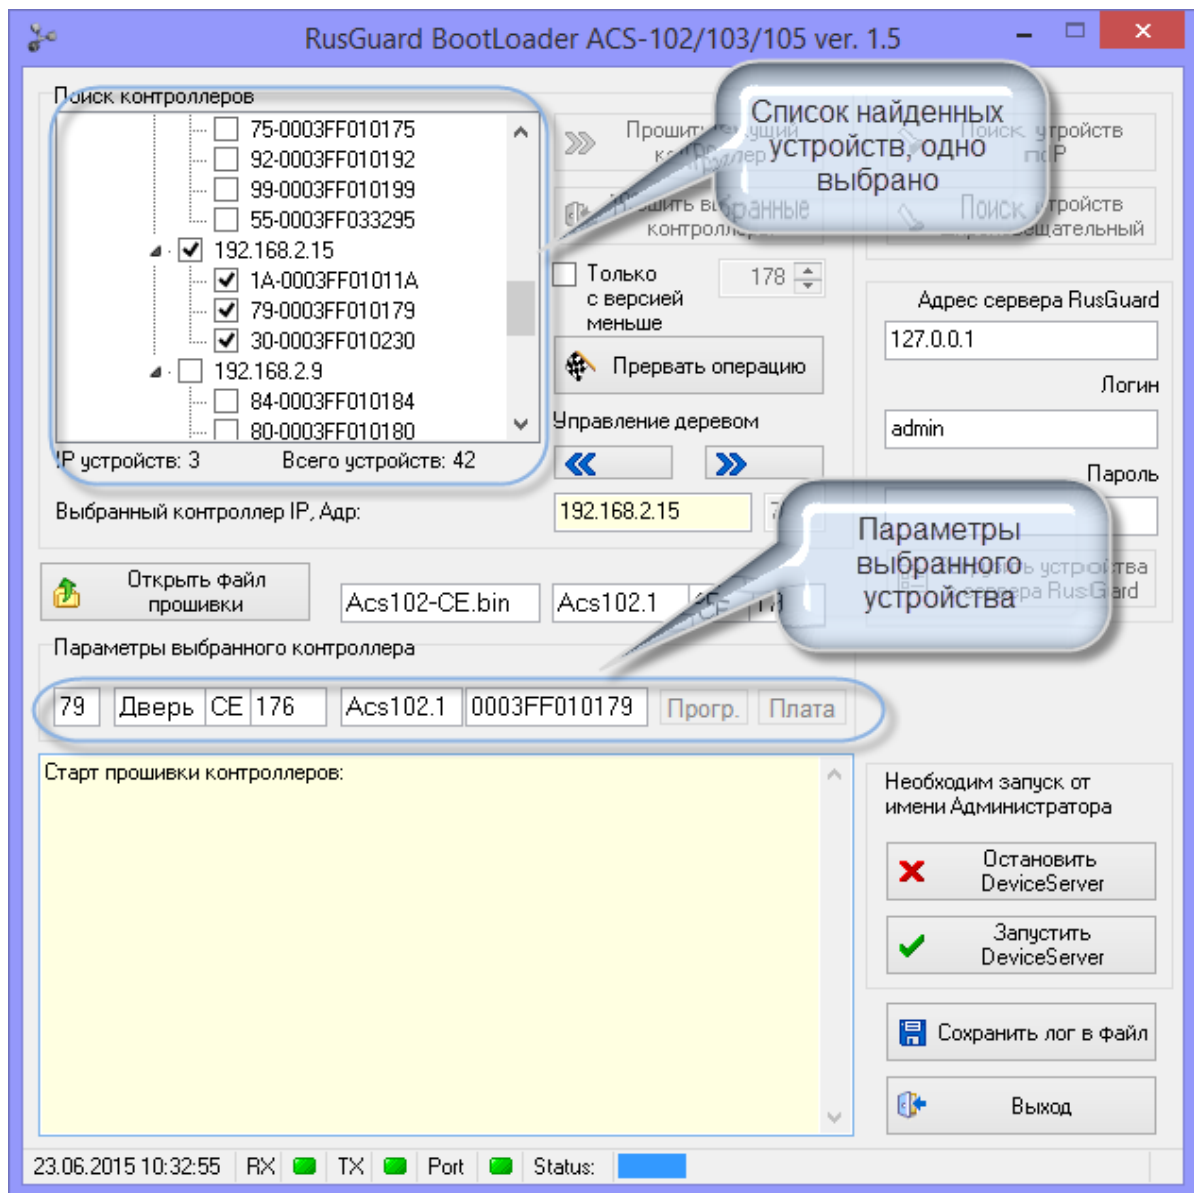 RusGuard BootLoader ACS-102/103/105 ver. 1.5
Поиск контроллеров
75-0003FF010175
92-0003FF010192
99-0003FF010199
55-0003FF033295
192.168.2.15
1A-0003FF01011A
79-0003FF010179
30-0003FF010230
192.168.2.9
84-0003FF010184
80-0003FF010180
IP устройств: 3
Всего устройств: 42
Выбранный контроллер IP, Адр:
Список найденных
устройств, одно
выбрано
Только
с версией
меньше
178
Прервать операцию
Управление деревом
192.168.2.15
Адрес сервера RusGuard
127.0.0.1
Логин
admin
Пароль
Параметры
выбранного
устройства
Открыть файл
прошивки
Acs102-CE.bin
Acs102.1
Параметры выбранного контроллера
79
Дверь
CE
176
Acs102.1
0003FF010179
Прогр.
Плата
Старт прошивки контроллеров:
Необходим запуск от
имени Администратора
Остановить
DeviceServer
Запустить
DeviceServer
Сохранить лог в файл
Выход
23.06.2015 10:32:55
RX
TX
Port
Status: